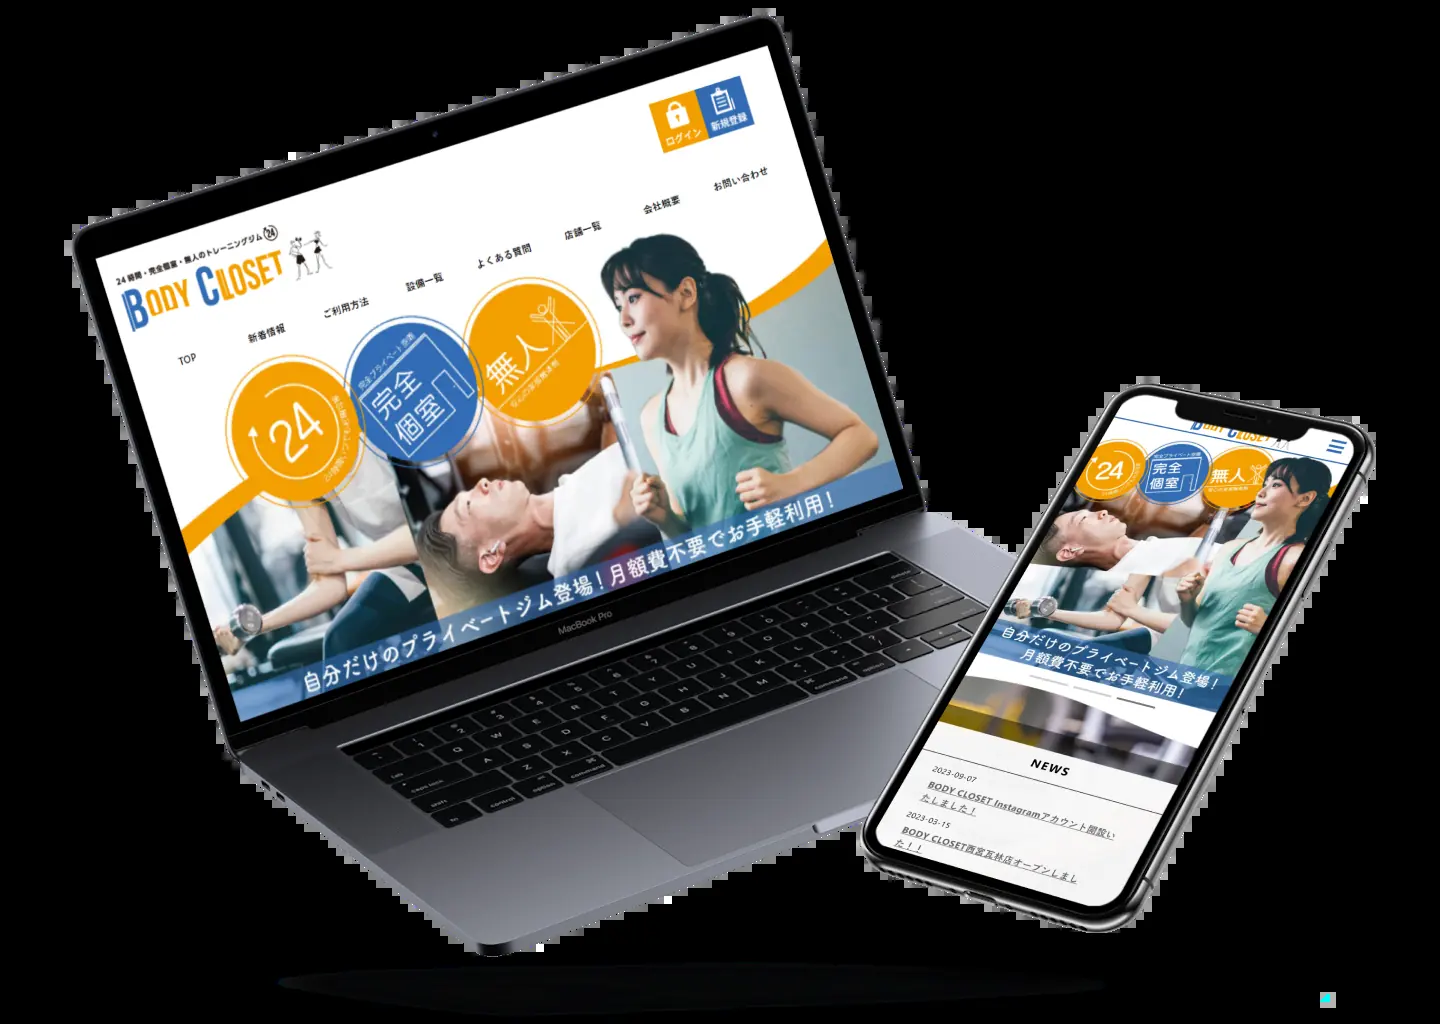 ログイン
新規登録
24時間・完全個室・無人のトレーニングジム 24
BODY CLOSET
TOP
新着情報
ご利用方法
設備一覧
よくある質問
店舗一覧
会社概要
お問い合わせ
24
完全プライベート空間
完全
個室
無人
自分だけのプライベートジム登場！月額費不要でお手軽利用！
MacBook Pro
BODY CLOSET
24
完全
個室
無人
自分だけのプライベートジム登場！
月額費不要でお手軽利用！
NEWS
2023-09-07
BODY CLOSET Instagramアカウント開設い
たしました！
2023-03-15
BODY CLOSET西宮瓦林店オープンしまし
た！！